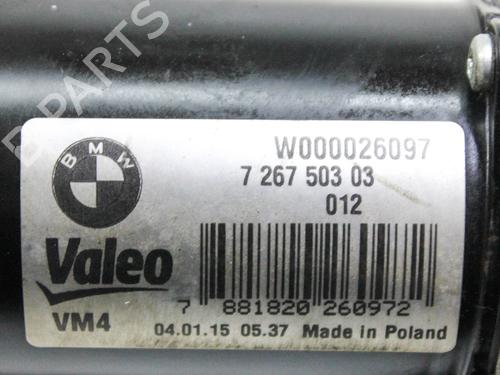 B-PARTS
BMW
W000026097
7 267 503 03
012
Valeo
7 881820 260972
VM4
04.01.15 05.37 Made in Poland